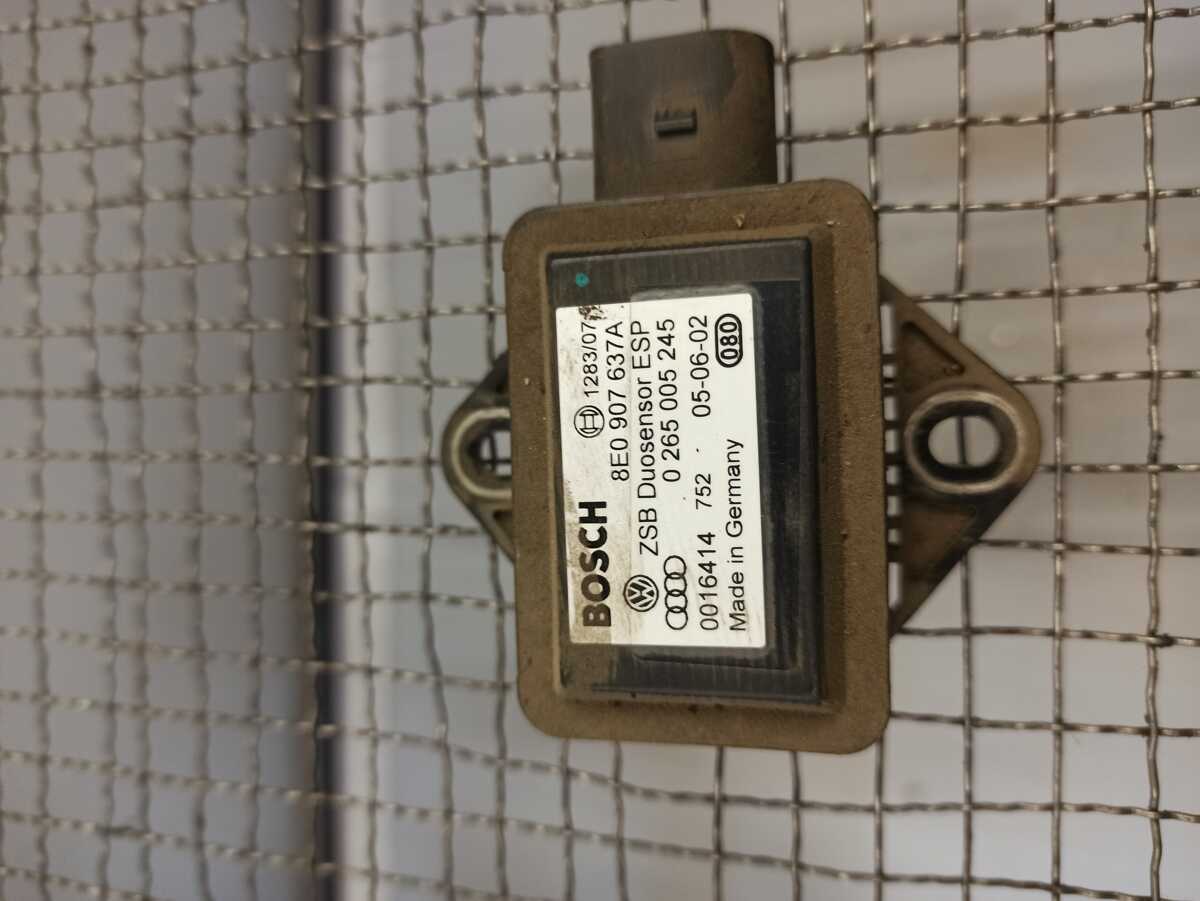 BOSCH 1283/07
8E0 907 637A
ZSB Duosensor ESP
0 265 005 245
0016414 752 05-06-02
Made in Germany 080